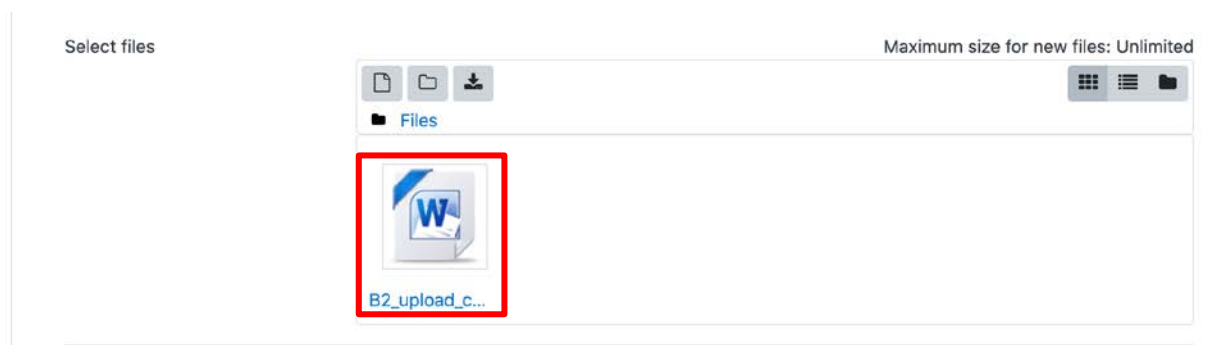 Select files
Maximum size for new files: Unlimited
Files
W
B2_upload_c...